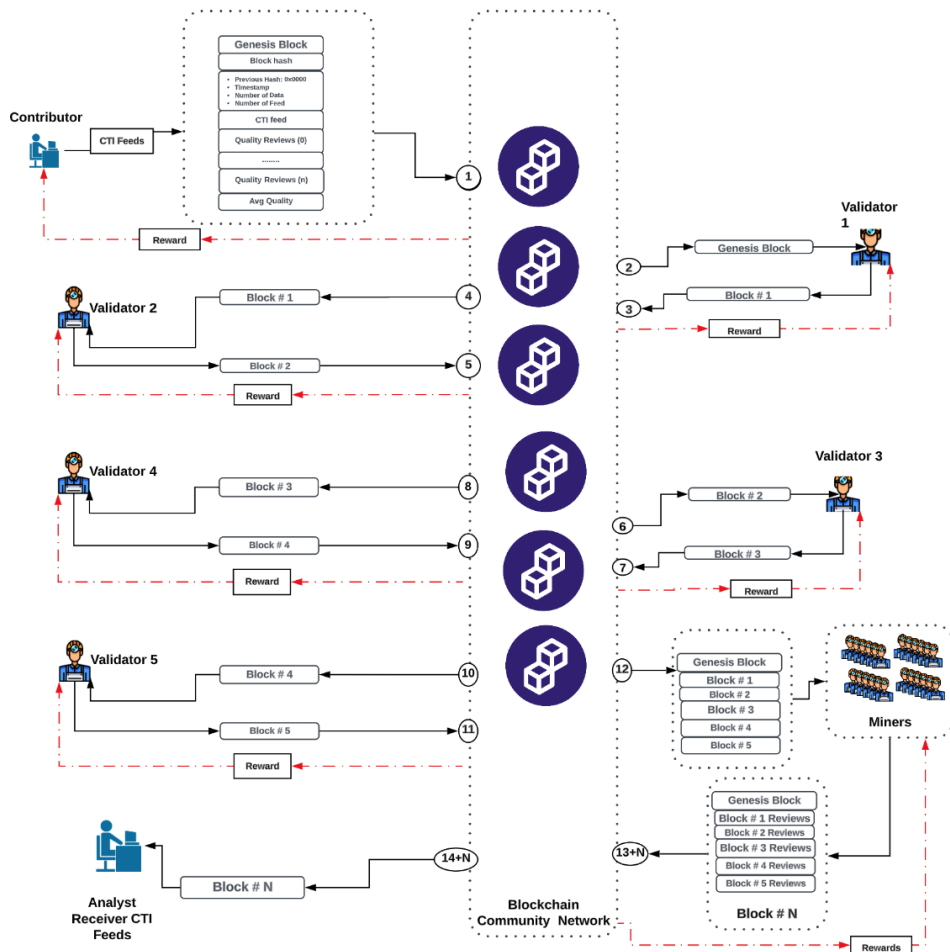 Genesis Block
Block hash
Previous Hash: 0x0000
Timestamp
Number of Data
Number of Feed
CTI feed
Quality Reviews (0)
........
Quality Reviews (n)
Avg Quality
Contributor
CTI Feeds
1
Reward
Validator
1
2
Genesis Block
3
Block # 1
Reward
Validator 2
Block # 1
4
Block # 2
5
Reward
Validator 4
Block # 3
8
Block # 4
9
Reward
Validator 3
6
Block # 2
7
Block # 3
Reward
Validator 5
Block # 4
10
Block # 5
11
Reward
12
Genesis Block
Block # 1
Block # 2
Block # 3
Block # 4
Block # 5
Miners
Genesis Block
Block # 1 Reviews
Block # 2 Reviews
Block # 3 Reviews
Block # 4 Reviews
Block # 5 Reviews
Block # N
13+N
14+N
Block # N
Analyst
Receiver CTI
Feeds
Blockchain
Community Network
Rewards